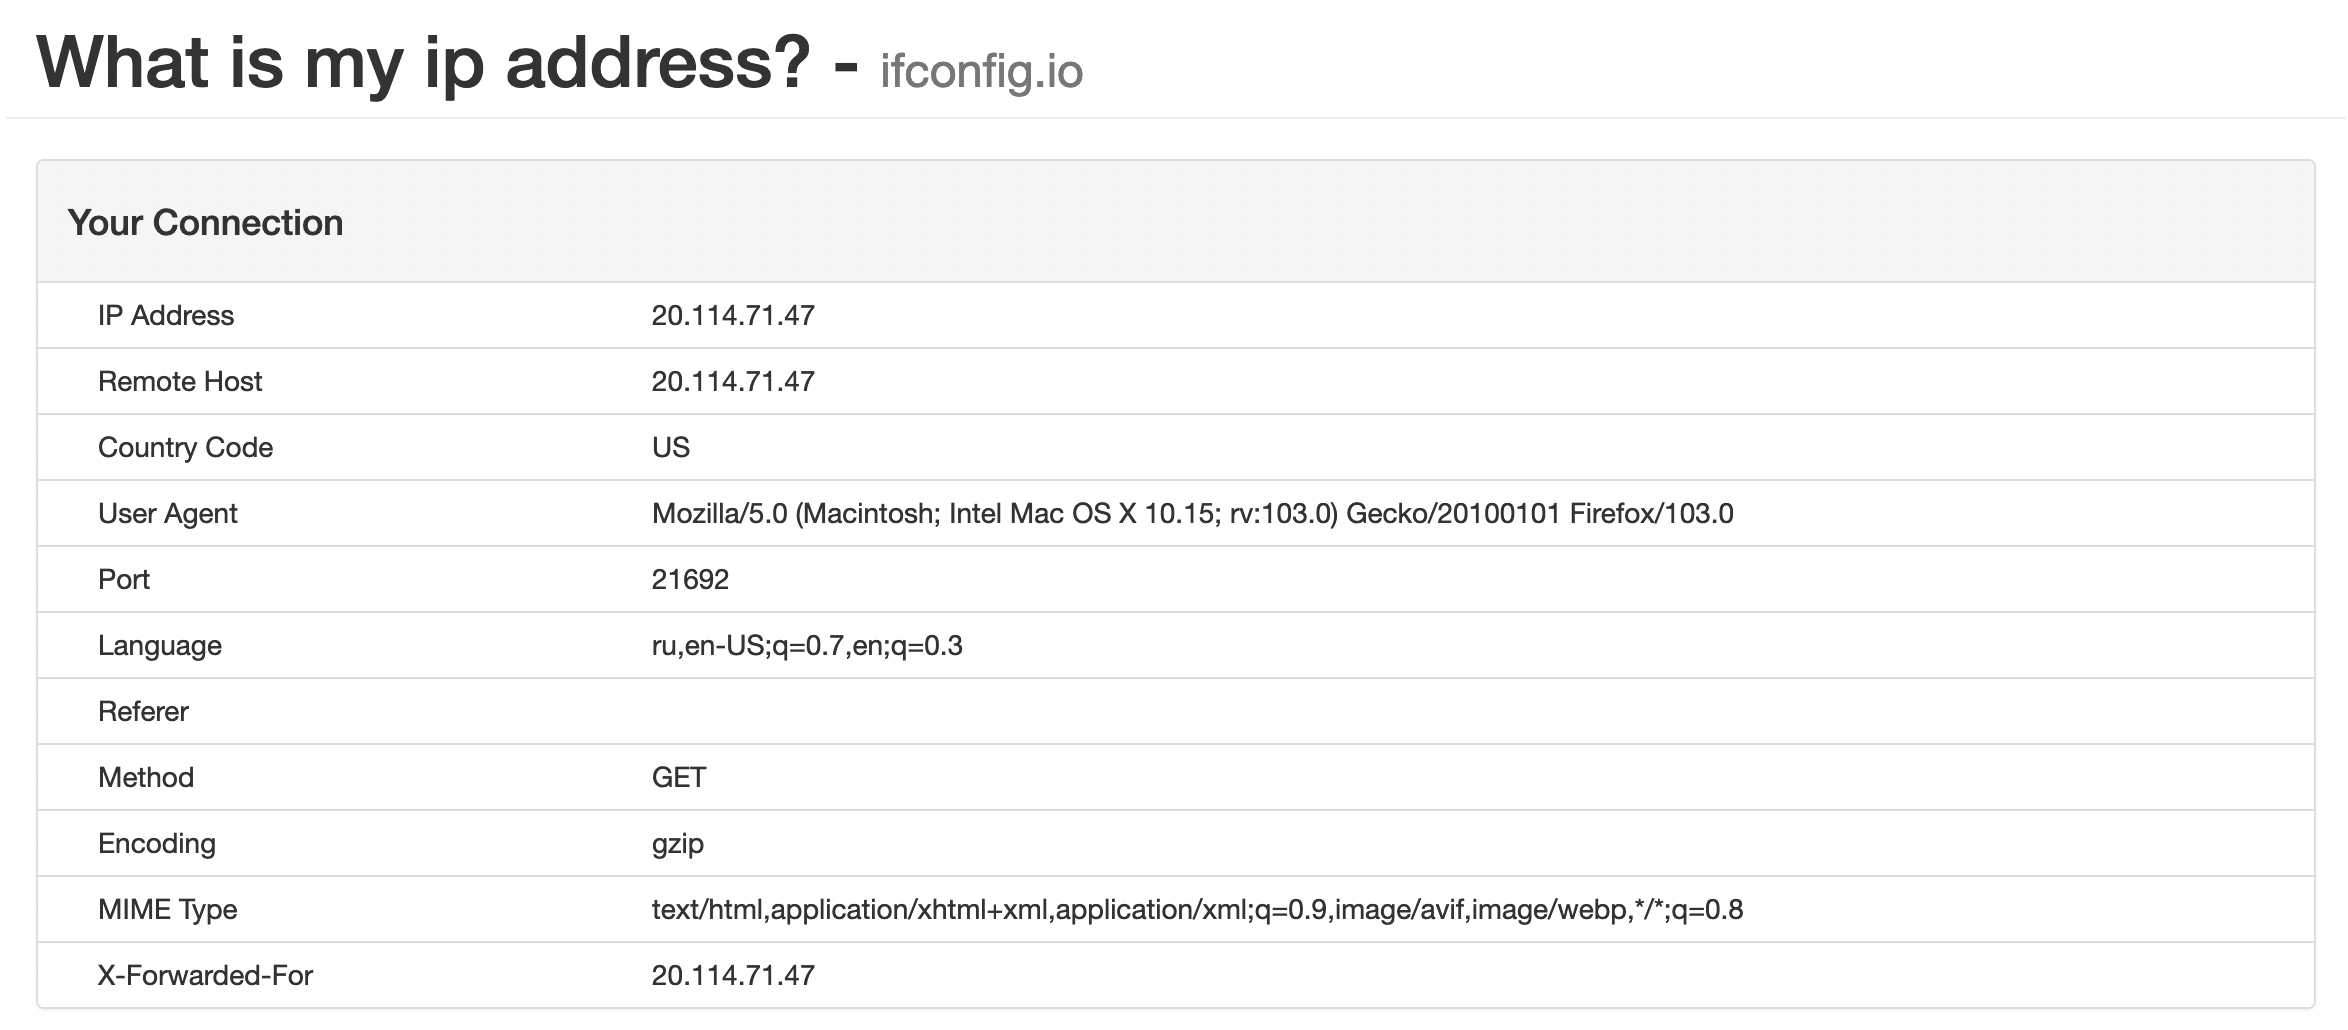 What is my ip address? - ifconfig.io
Your Connection
IP Address 20.114.71.47
Remote Host 20.114.71.47
Country Code US
User Agent Mozilla/5.0 (Macintosh; Intel Mac OS X 10.15; rv:103.0) Gecko/20100101 Firefox/103.0
Port 21692
Language ru,en-US;q=0.7,en;q=0.3
Referer
Method GET
Encoding gzip
MIME Type text/html,application/xhtml+xml,application/xml;q=0.9,image/avif,image/webp,*/*;q=0.8
X-Forwarded-For 20.114.71.47